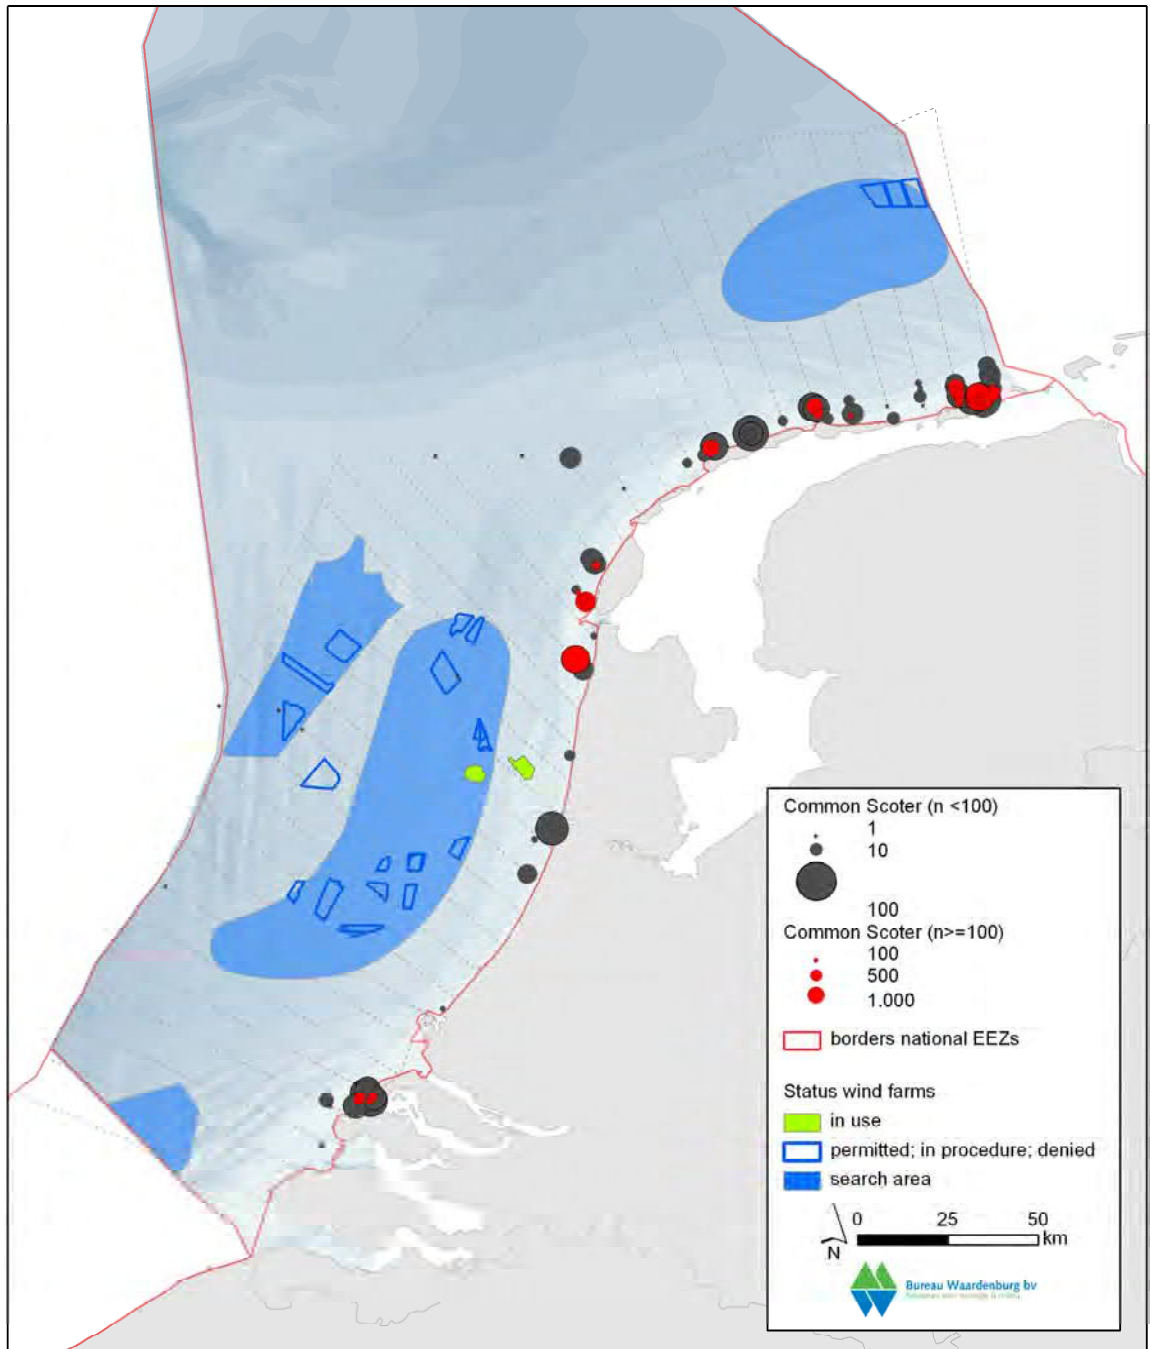 Common Scoter (n <100)
1
10
100
Common Scoter (n>=100)
100
500
1.000
borders national EEZs
Status wind farms
in use
permitted; in procedure; denied
search area
0 25 50
km
N
Bureau Waardenburg bv